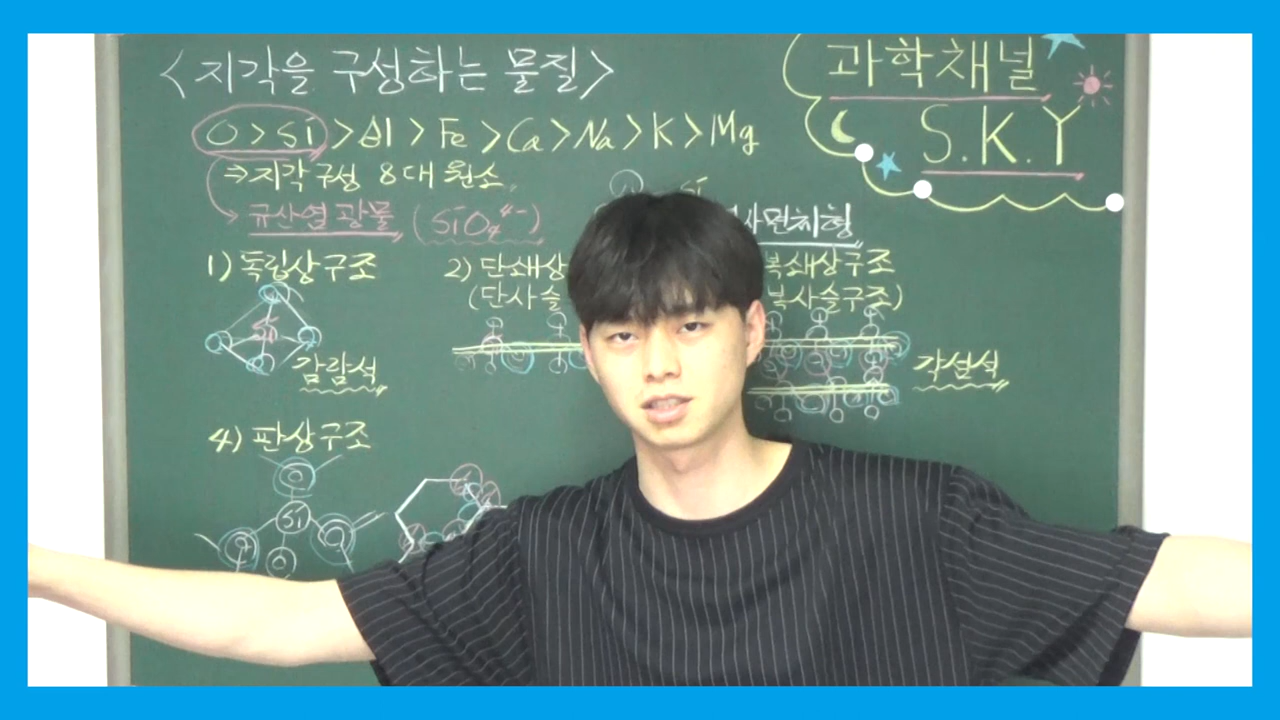 <지각을 구성하는 물질>
과학채널
S.K.Y
O > Si > Al > Fe > Ca > Na > K > Mg
⇒ 지각 구성 8대 원소
규산염 광물 (SiO₄⁴⁻)
사면체형
1) 독립상구조
2) 단쇄상
복쇄상구조
(단사슬
복사슬구조)
Si
감람석
각섬석
4) 판상구조
O
Si
O
O
O